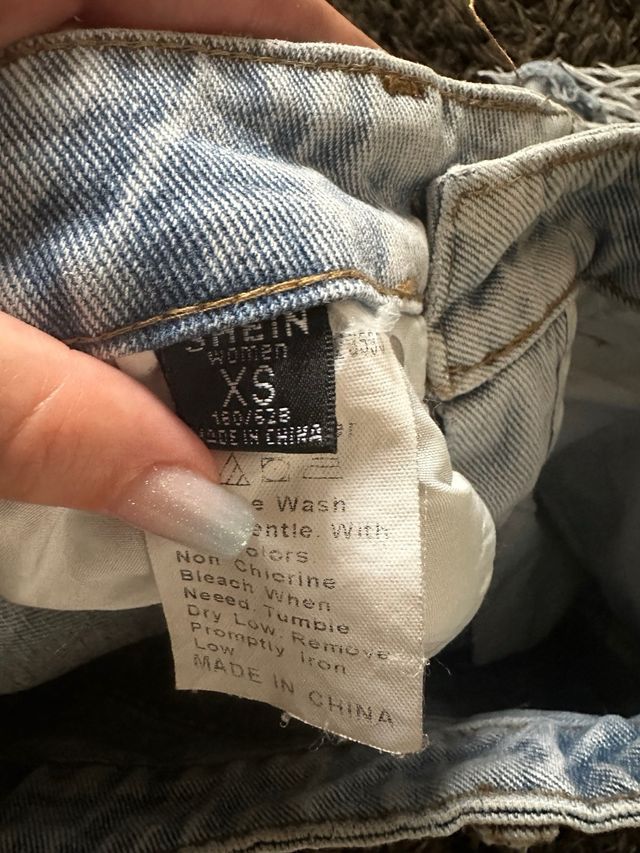 SHEIN
women
XS
160/62B
MADE IN CHINA
e Wash
entle. With
olors.
Non Chlorine
Bleach When
Neeed. Tumble
Dry Low. Remove
Promptly Iron
Low
MADE IN CHINA